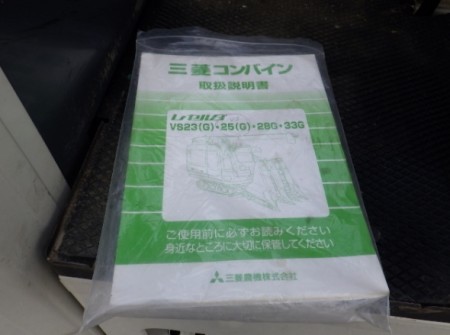 三菱コンバイン
取扱説明書
VS23(G)・25(G)・28G・33G
ご使用前に必ずお読みください
身近なところに大切に保管してください
三菱農機株式会社